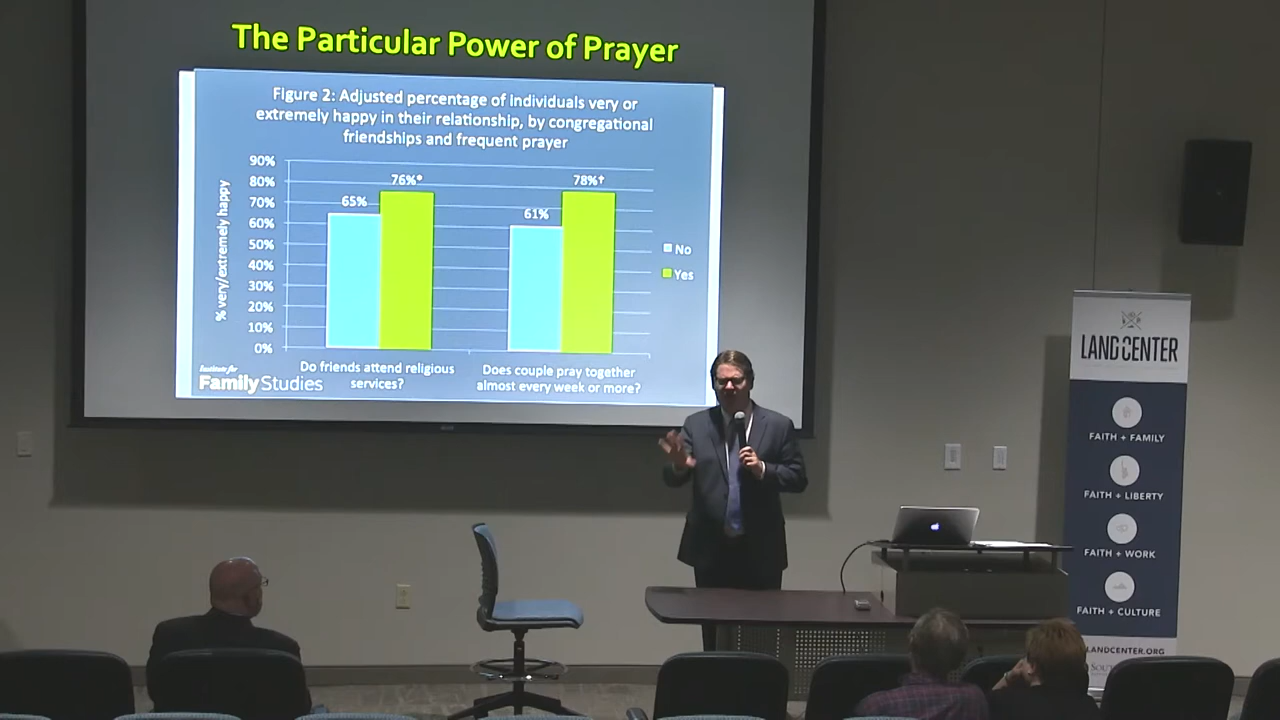 The Particular Power of Prayer
Figure 2: Adjusted percentage of individuals very or
extremely happy in their relationship, by congregational
friendships and frequent prayer
90%
80%
70%
60%
50%
40%
30%
20%
10%
0%
% very/extremely happy
65%
76%*
61%
78%†
No
Yes
Do friends attend religious
services?
Does couple pray together
almost every week or more?
Institute for
Family Studies
LAND CENTER
FAITH + FAMILY
FAITH + LIBERTY
FAITH + WORK
FAITH + CULTURE
LANDCENTER.ORG